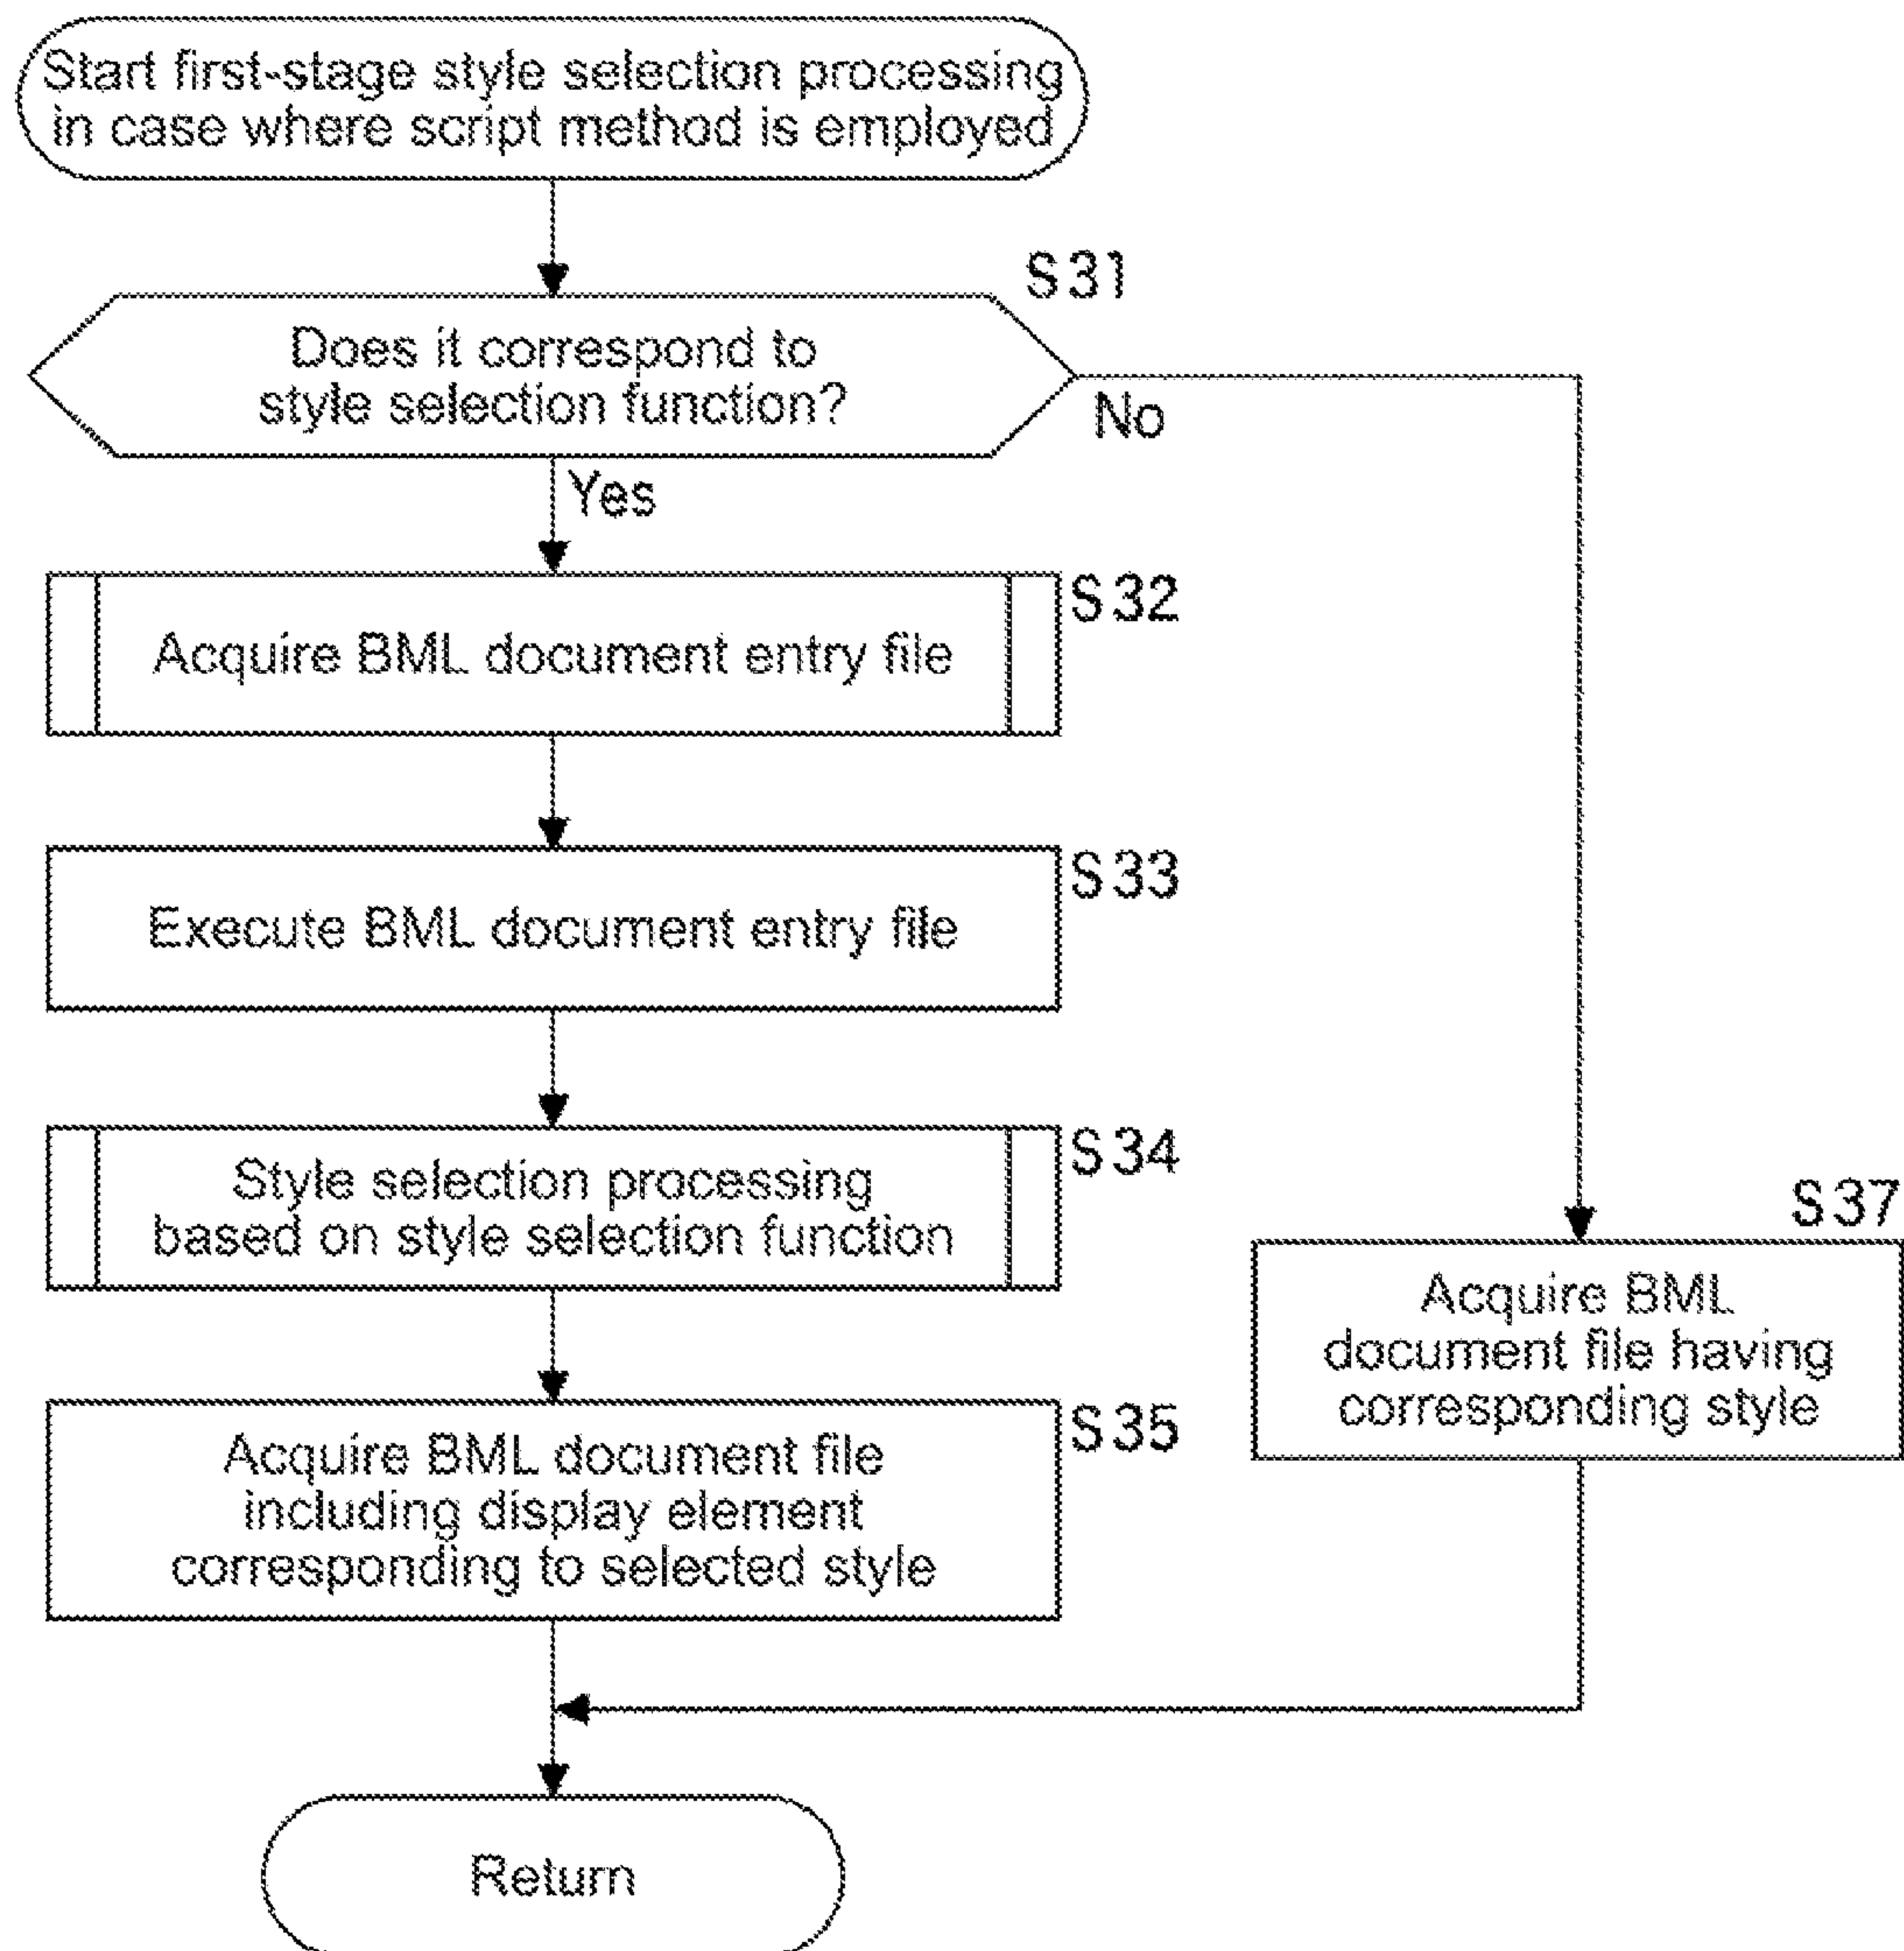 Start first-stage style selection processing
in case where script method is employed
S31
Does it correspond to
style selection function?
No
Yes
S32
Acquire BML document entry file
S33
Execute BML document entry file
S34
Style selection processing
based on style selection function
S37
Acquire BML
document file having
corresponding style
S35
Acquire BML document file
including display element
corresponding to selected style
Return